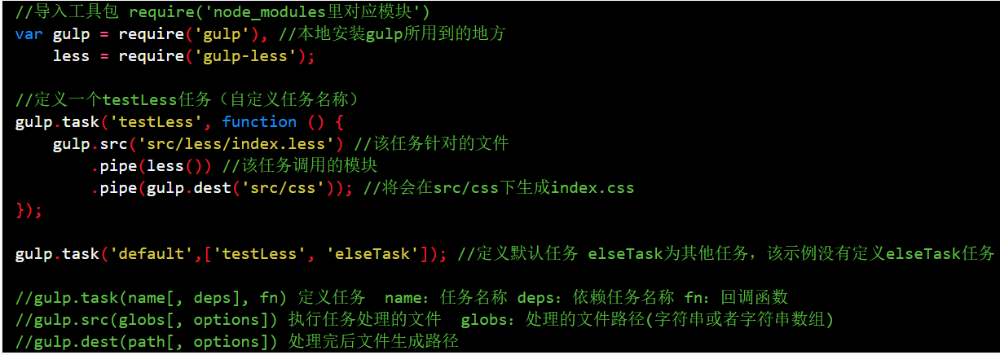 //导入工具包 require('node_modules里对应模块')
var gulp = require('gulp'), //本地安装gulp所用到的地方
    less = require('gulp-less');
//定义一个testLess任务（自定义任务名称）
gulp.task('testLess', function () {
    gulp.src('src/less/index.less') //该任务针对的文件
        .pipe(less()) //该任务调用的模块
        .pipe(gulp.dest('src/css')); //将会在src/css下生成index.css
});
gulp.task('default',['testLess', 'elseTask']); //定义默认任务 elseTask为其他任务，该示例没有定义elseTask任务
//gulp.task(name[, deps], fn) 定义任务  name：任务名称 deps：依赖任务名称 fn：回调函数
//gulp.src(globs[, options]) 执行任务处理的文件  globs：处理的文件路径(字符串或者字符串数组)
//gulp.dest(path[, options]) 处理完后文件生成路径